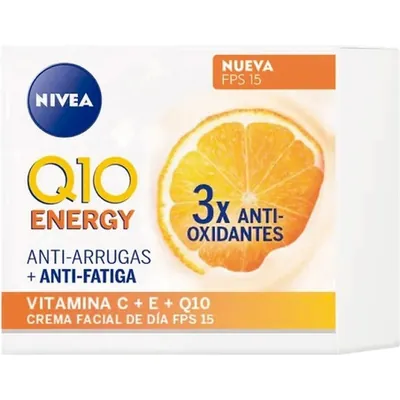 NUEVA
FPS 15
NIVEA
Q10
ENERGY
3x ANTI-
OXIDANTES
ANTI-ARRUGAS
+ ANTI-FATIGA
VITAMINA C + E + Q10
CREMA FACIAL DE DÍA FPS 15